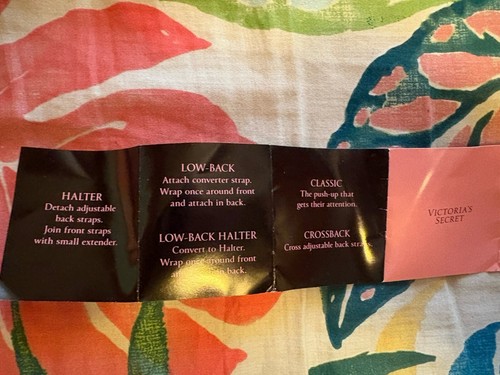 HALTER
Detach adjustable
back straps.
Join front straps
with small extender.
LOW-BACK
Attach converter strap.
Wrap once around front
and attach in back.
LOW-BACK HALTER
Convert to Halter.
Wrap once around front
in back.
CLASSIC
The push-up that
gets their attention.
CROSSBACK
Cross adjustable back
VICTORIA'S
SECRET